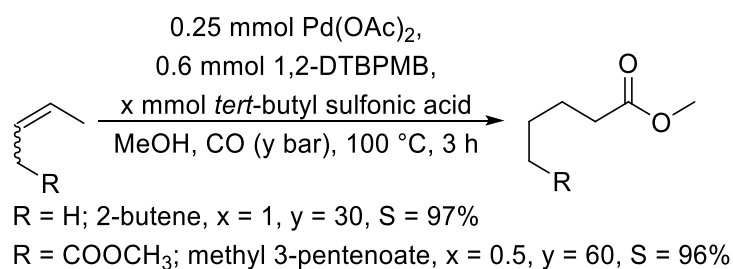 0.25 mmol Pd(OAc)₂,
0.6 mmol 1,2-DTBPMB,
x mmol tert-butyl sulfonic acid
MeOH, CO (y bar), 100 °C, 3 h
R
O
O
R
R = H; 2-butene, x = 1, y = 30, S = 97%
R = COOCH₃; methyl 3-pentenoate, x = 0.5, y = 60, S = 96%